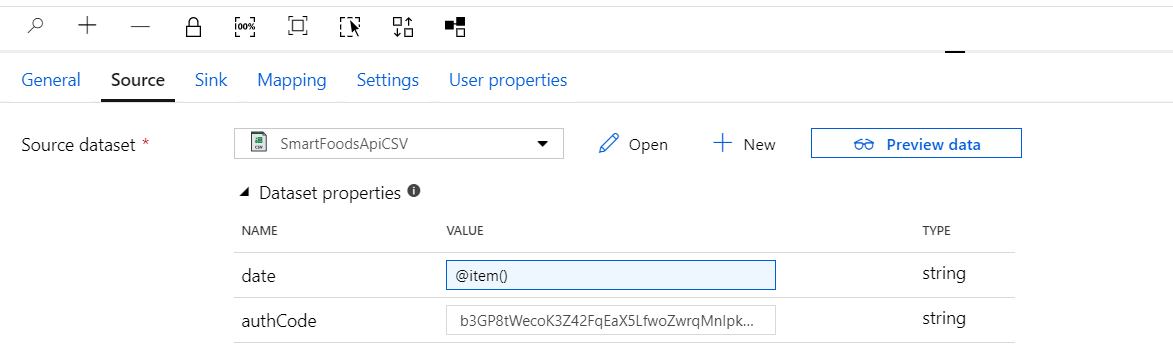 100%
General Source Sink Mapping Settings User properties
Source dataset * CSV SmartFoodsApiCSV Open New Preview data
Dataset properties
NAME VALUE TYPE
date @item() string
authCode b3GP8tWecoK3Z42FqEaX5LfwoZwrqMnIpk... string